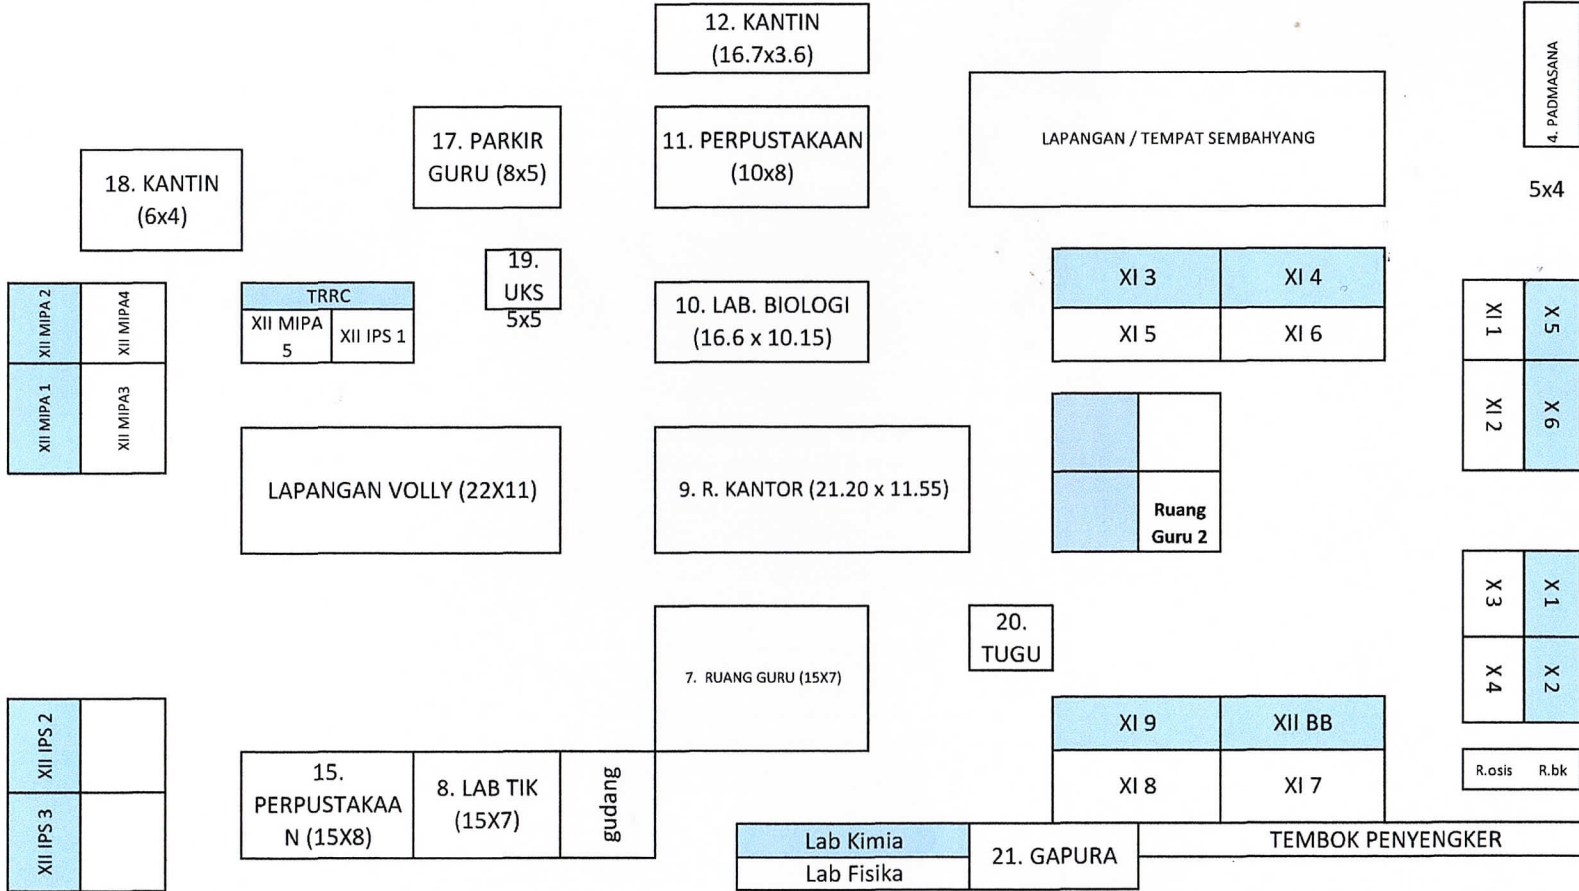 12. KANTIN
(16.7x3.6)
4. PADMASANA
5x4
17. PARKIR
GURU (8x5)
11. PERPUSTAKAAN
(10x8)
LAPANGAN / TEMPAT SEMBAHYANG
18. KANTIN
(6x4)
19.
UKS
5x5
XII MIPA 2
XII MIPA4
XII MIPA 1
XII MIPA3
TRRC
XII MIPA
5
XII IPS 1
10. LAB. BIOLOGI
(16.6 x 10.15)
XI 3
XI 4
XI 5
XI 6
XI 1
X 5
XI 2
X 6
LAPANGAN VOLLY (22X11)
9. R. KANTOR (21.20 x 11.55)
Ruang
Guru 2
X 3
X 1
X 4
X 2
7. RUANG GURU (15X7)
20.
TUGU
XII IPS 2
XII IPS 3
15.
PERPUSTAKAA
N (15X8)
8. LAB TIK
(15X7)
gudang
XI 9
XII BB
XI 8
XI 7
R.osis
R.bk
Lab Kimia
Lab Fisika
21. GAPURA
TEMBOK PENYENGKER